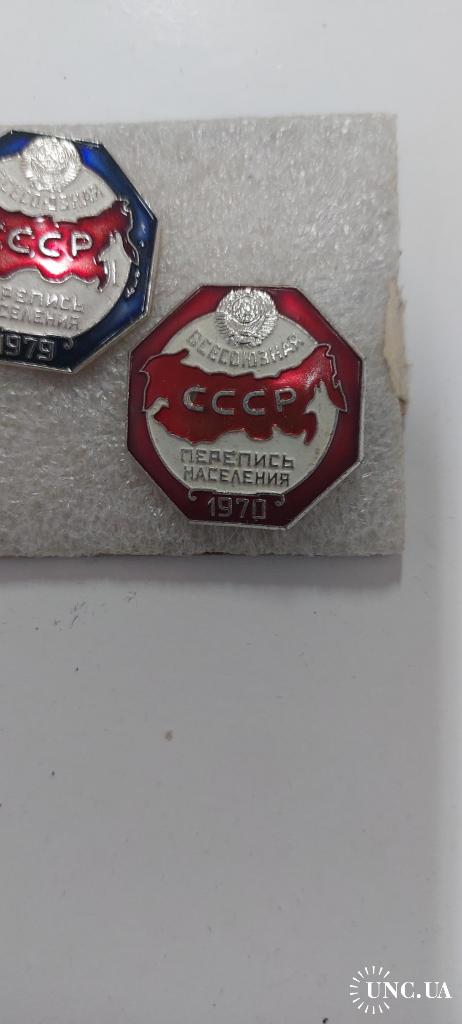 ВСЕСОЮЗНАЯ
СССР
ПЕРЕПИСЬ
НАСЕЛЕНИЯ
1979
ВСЕСОЮЗНАЯ
СССР
ПЕРЕПИСЬ
НАСЕЛЕНИЯ
1970
UNC.UA